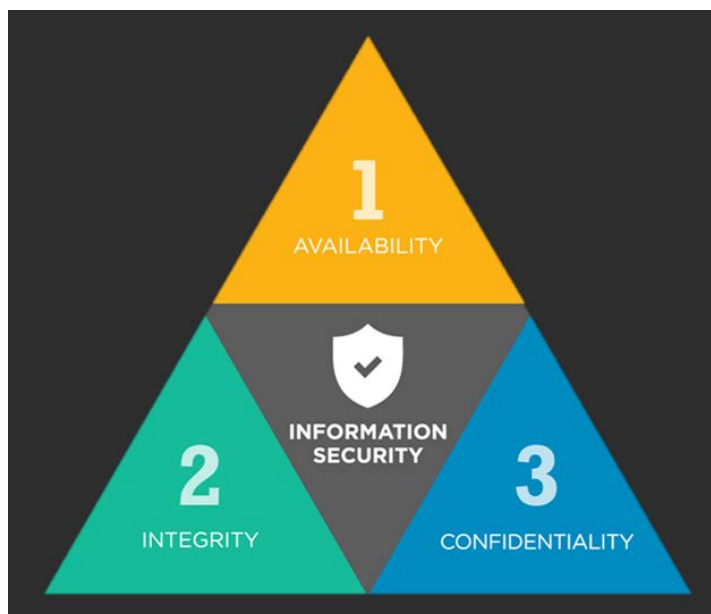 1
AVAILABILITY
INFORMATION
SECURITY
2
INTEGRITY
3
CONFIDENTIALITY